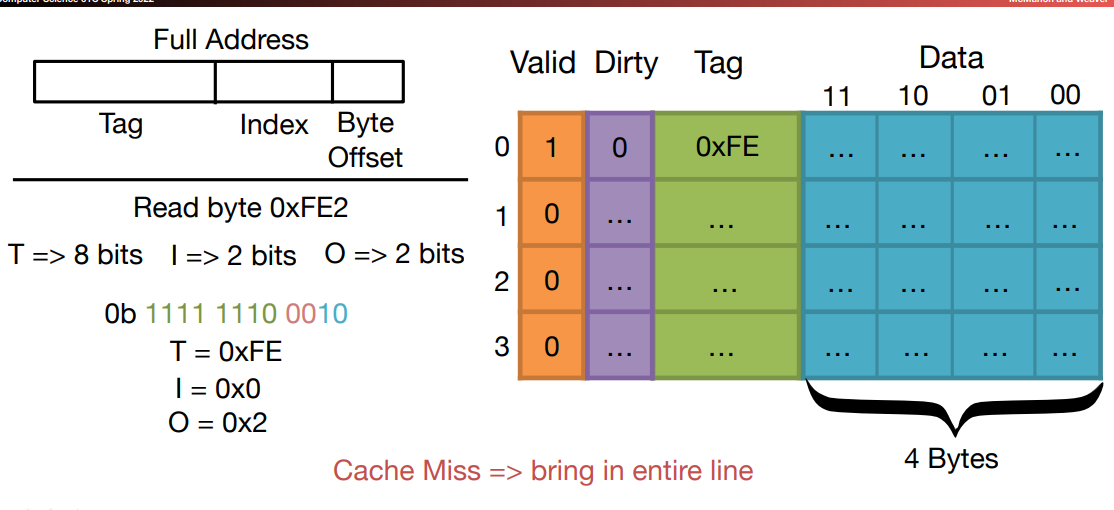 Computer Science 61C Spring 2022
McMahon and Weaver
Full Address
Tag Index Byte
Offset
Read byte 0xFE2
T => 8 bits I => 2 bits O => 2 bits
0b 1111 1110 0010
T = 0xFE
I = 0x0
O = 0x2
Valid Dirty Tag Data
11 10 01 00
0 1 0 0xFE ... ... ... ...
1 0 ... ... ... ... ... ...
2 0 ... ... ... ... ... ...
3 0 ... ... ... ... ... ...
4 Bytes
Cache Miss => bring in entire line